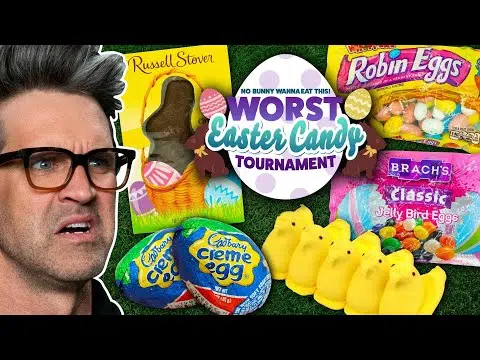 Russell Stover
NO BUNNY WANNA EAT THIS!
WORST
Easter Candy
TOURNAMENT
Robin Eggs
BRACH'S
Classic
Jelly Bird Eggs
Cadbury
creme
egg
Cadbury
creme egg